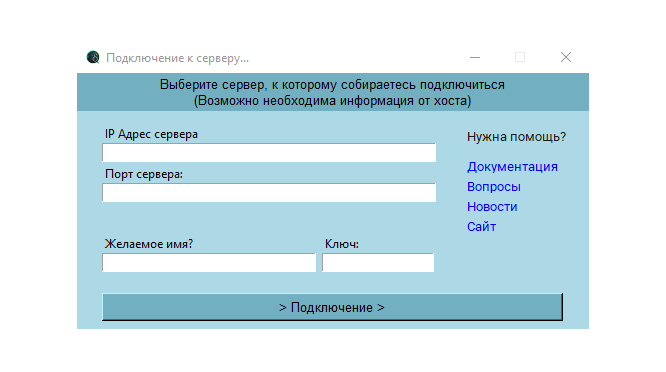 Подключение к серверу...
Выберите сервер, к которому собираетесь подключиться
(Возможно необходима информация от хоста)
IP Адрес сервера
Нужна помощь?
Порт сервера:
Документация
Вопросы
Новости
Сайт
Желаемое имя?
Ключ:
> Подключение >